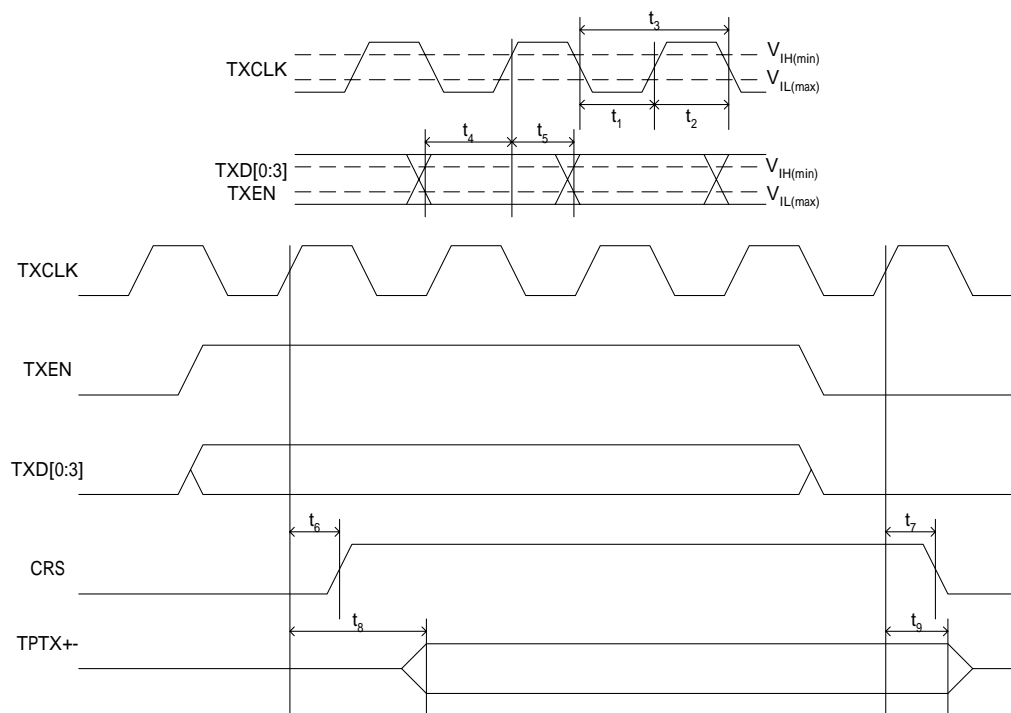 t3
TXCLK
VIH(min)
VIL(max)
t1
t2
t4
t5
TXD[0:3]
TXEN
VIH(min)
VIL(max)
TXCLK
TXEN
TXD[0:3]
t6
t7
CRS
t8
t9
TPTX+-